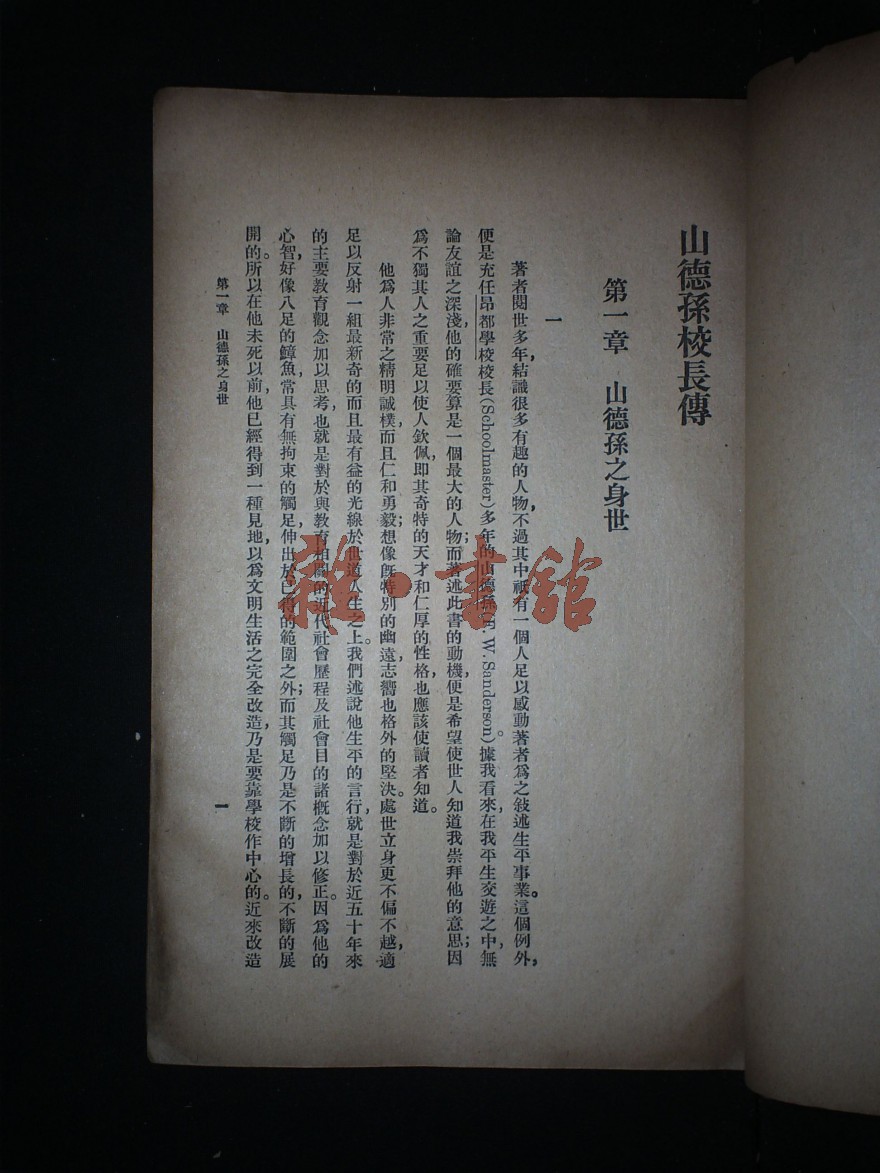 山德孫校長傳
第一章　山德孫之身世
一
著者閱世多年，結識很多有趣的人物，不過其中祇有一個人足以感動著者爲之敍述生平事業。這個例外，
便是充任昂都學校校長(Schoolmaster)多年的山德孫(F. W. Sanderson)。據我看來，在我平生交遊之中，無
論友誼之深淺，他的確要算是一個最大的人物；而著述此書的動機，便是希望使世人知道我崇拜他的意思；因
爲不獨其人之重要足以使人欽佩，即其奇特的天才和仁厚的性格，也應該使讀者知道。
他爲人非常之精明誠樸，而且仁和勇毅；想像旣特別的幽遠，志嚮也格外的堅決。處世立身更不偏不越，適
足以反射一組最新奇的而且最有益的光線於世道人生之上。我們述說他生平的言行，就是對於近五十年來
的主要教育觀念加以思考，也就是對於與教育相關的近代社會歷程及社會目的諸概念加以修正。因爲他的
心智，好像八足的鱆魚，常具有無拘束的觸足伸出於已得的範圍之外；而其觸足乃是不斷的增長的，不斷的展
開的。所以在他未死以前，他已經得到一種見地，以爲文明生活之完全改造，乃是要靠學校作中心的。近來改造
第一章　山德孫之身世
一
雜·書館